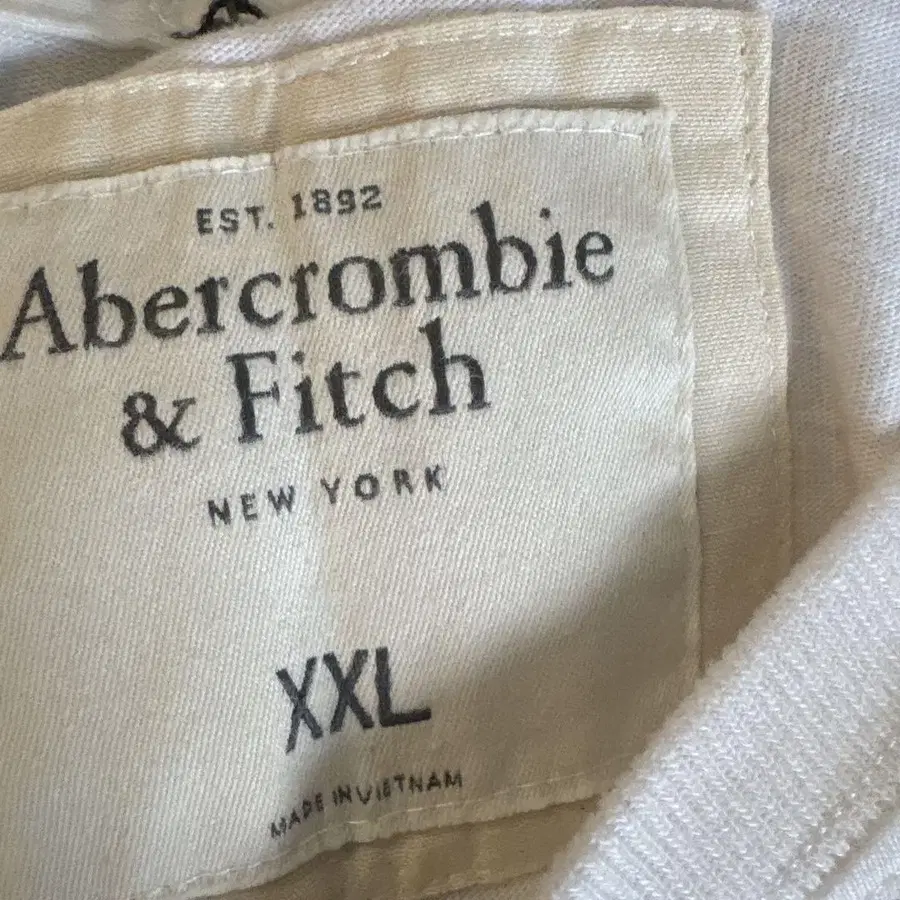 EST. 1892
Abercrombie
& Fitch
NEW YORK
XXL
MADE IN VIETNAM